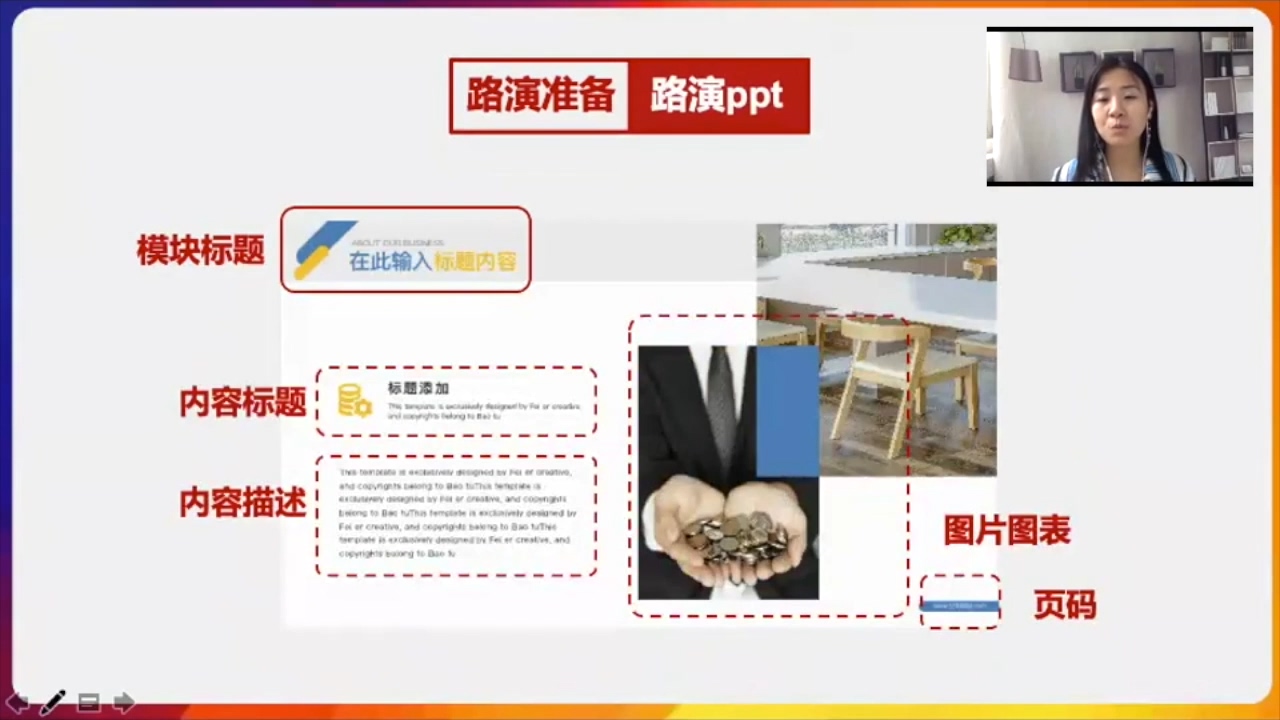 路演准备 路演ppt
模块标题
ABOUT OUR BUSINESS
在此输入标题内容
内容标题
标题添加
This template is exclusively designed by Fei er creative,
and copyrights belong to Bao tu
内容描述
This template is exclusively designed by Fei er creative,
and copyrights belong to Bao tuThis template is
exclusively designed by Fei er creative, and copyrights
belong to Bao tuThis template is exclusively designed by
Fei er creative, and copyrights belong to Bao tuThis
template is exclusively designed by Fei er creative, and
copyrights belong to Bao tu
图片图表
页码